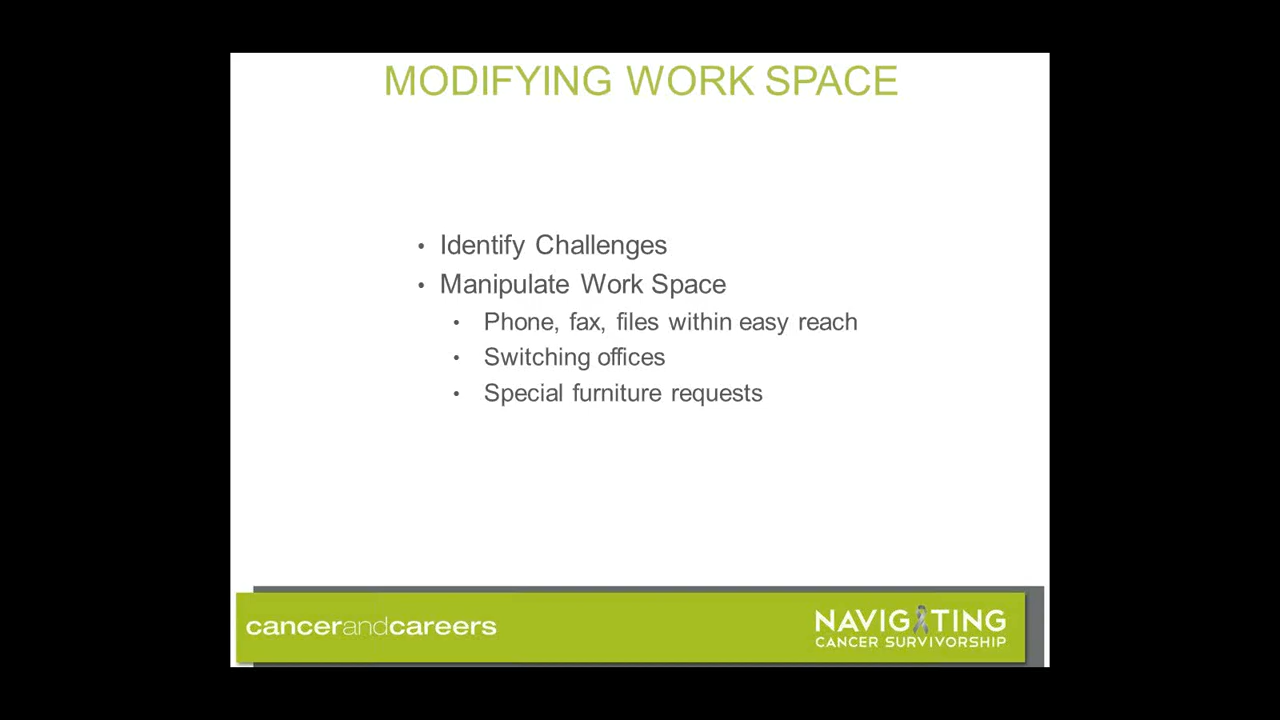 MODIFYING WORK SPACE
• Identify Challenges
• Manipulate Work Space
• Phone, fax, files within easy reach
• Switching offices
• Special furniture requests
cancerandcareers
NAVIGATING
CANCER SURVIVORSHIP